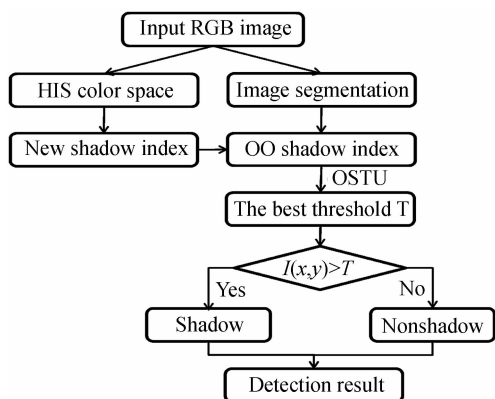 Input RGB image
HIS color space
Image segmentation
New shadow index
OO shadow index
OSTU
The best threshold T
I(x,y)>T
Yes
No
Shadow
Nonshadow
Detection result